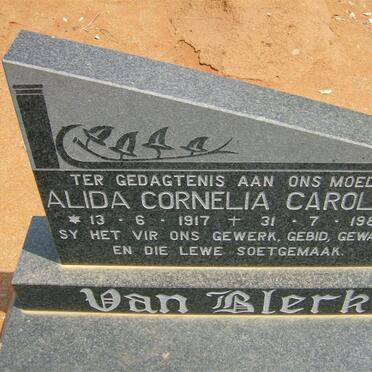 TER GEDAGTENIS AAN ONS MOED
ALIDA CORNELIA CAROL
* 13 - 6 - 1917 + 31 - 7 - 198
SY HET VIR ONS GEWERK, GEBID, GEWA
EN DIE LEWE SOETGEMAAK.
Van Blerk